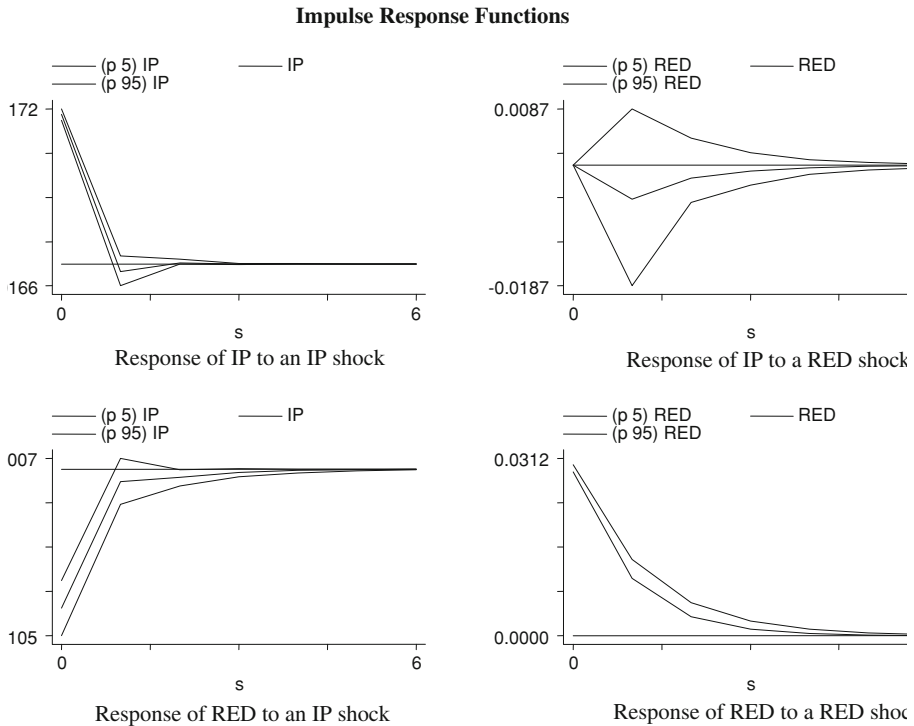 Impulse Response Functions
(p 5) IP IP
(p 95) IP
172
166
0 6
s
Response of IP to an IP shock
(p 5) RED RED
(p 95) RED
0.0087
-0.0187
0
s
Response of IP to a RED shock
(p 5) IP IP
(p 95) IP
007
105
0 6
s
Response of RED to an IP shock
(p 5) RED RED
(p 95) RED
0.0312
0.0000
0
s
Response of RED to a RED shoc